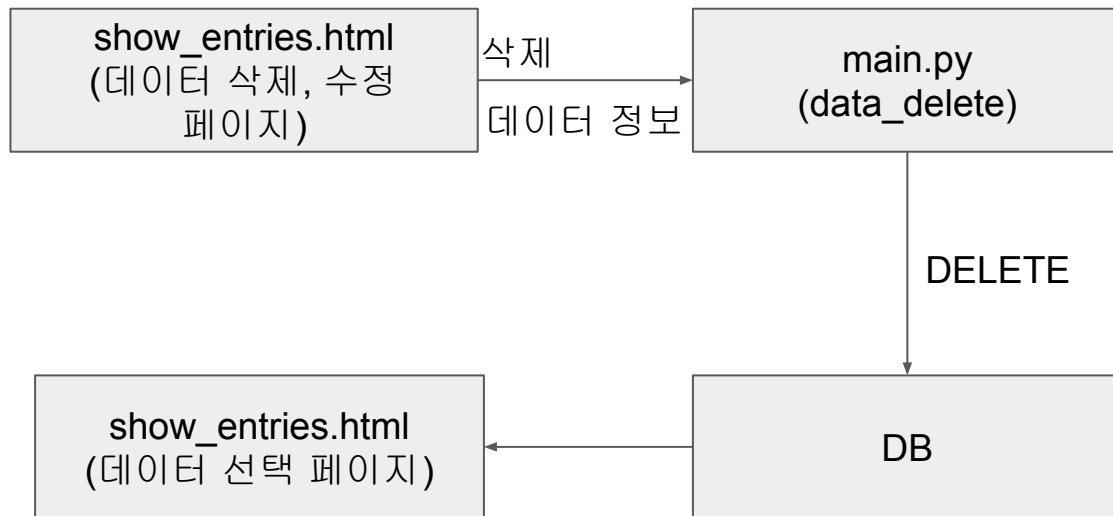 show_entries.html
(데이터 삭제, 수정
페이지)
삭제
데이터 정보
main.py
(data_delete)
DELETE
show_entries.html
(데이터 선택 페이지)
DB